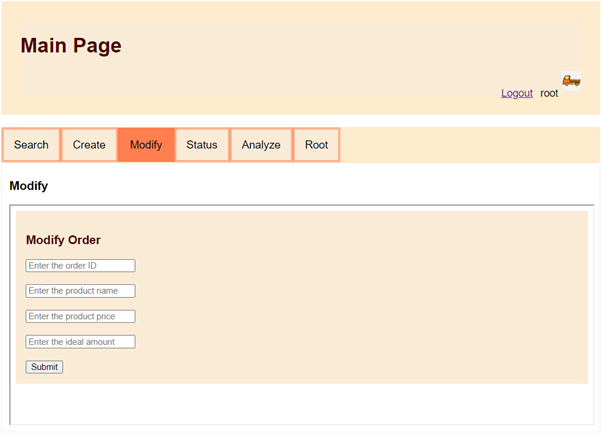 Main Page
Logout root
Search Create Modify Status Analyze Root
Modify
Modify Order
Enter the order ID
Enter the product name
Enter the product price
Enter the ideal amount
Submit